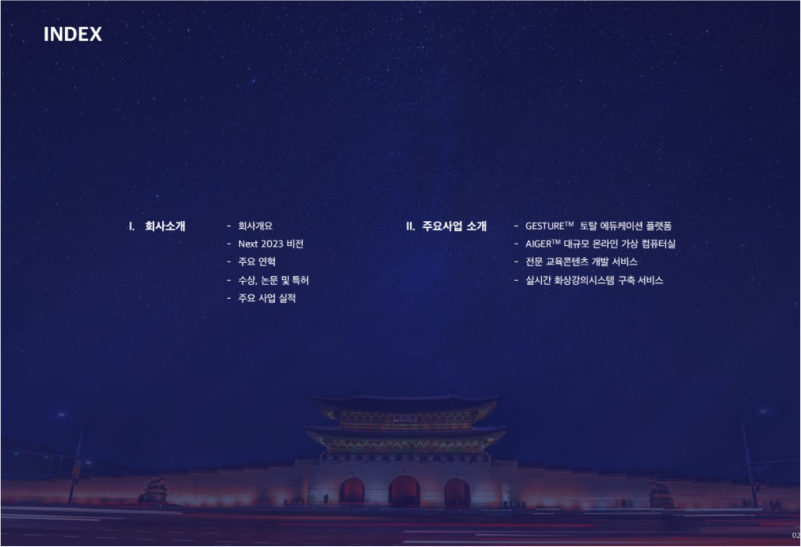 INDEX
I. 회사소개
- 회사개요
- Next 2023 비전
- 주요 연혁
- 수상, 논문 및 특허
- 주요 사업 실적
II. 주요사업 소개
- GESTURE™ 토탈 에듀케이션 플랫폼
- AIGER™ 대규모 온라인 가상 컴퓨터실
- 전문 교육콘텐츠 개발 서비스
- 실시간 화상강의시스템 구축 서비스
02